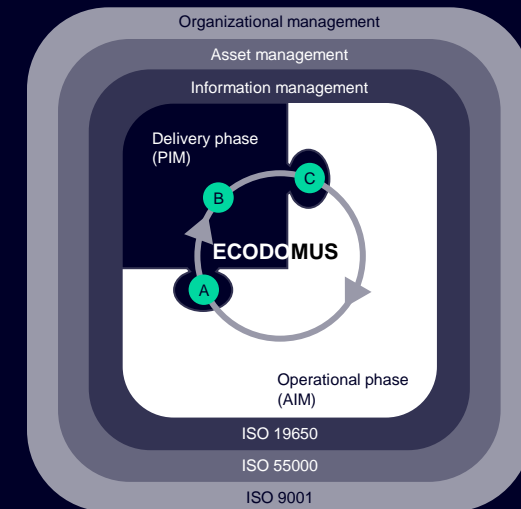 Organizational management
Asset management
Information management
Delivery phase
(PIM)
C
B
ECODOMUS
A
Operational phase
(AIM)
ISO 19650
ISO 55000
ISO 9001